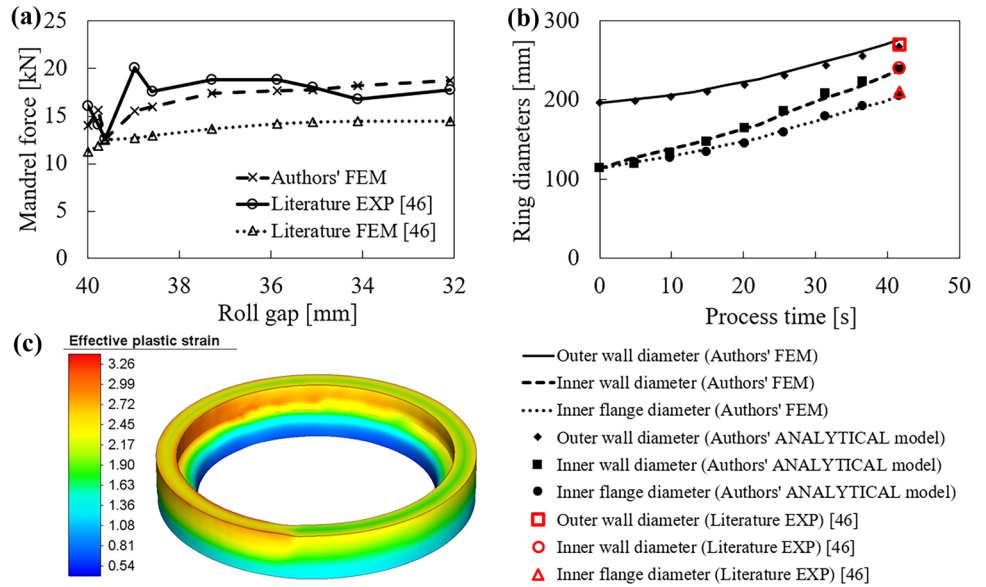 (a)
Mandrel force [kN]
25
20
15
10
5
0
40
38
36
34
32
Roll gap [mm]
Authors' FEM
Literature EXP [46]
Literature FEM [46]
(b)
Ring diameters [mm]
300
200
100
0
0
10
20
30
40
50
Process time [s]
(c)
Effective plastic strain
3.26
2.99
2.72
2.45
2.17
1.90
1.63
1.36
1.08
0.81
0.54
Outer wall diameter (Authors' FEM)
Inner wall diameter (Authors' FEM)
Inner flange diameter (Authors' FEM)
Outer wall diameter (Authors' ANALYTICAL model)
Inner wall diameter (Authors' ANALYTICAL model)
Inner flange diameter (Authors' ANALYTICAL model)
Outer wall diameter (Literature EXP) [46]
Inner wall diameter (Literature EXP) [46]
Inner flange diameter (Literature EXP) [46]